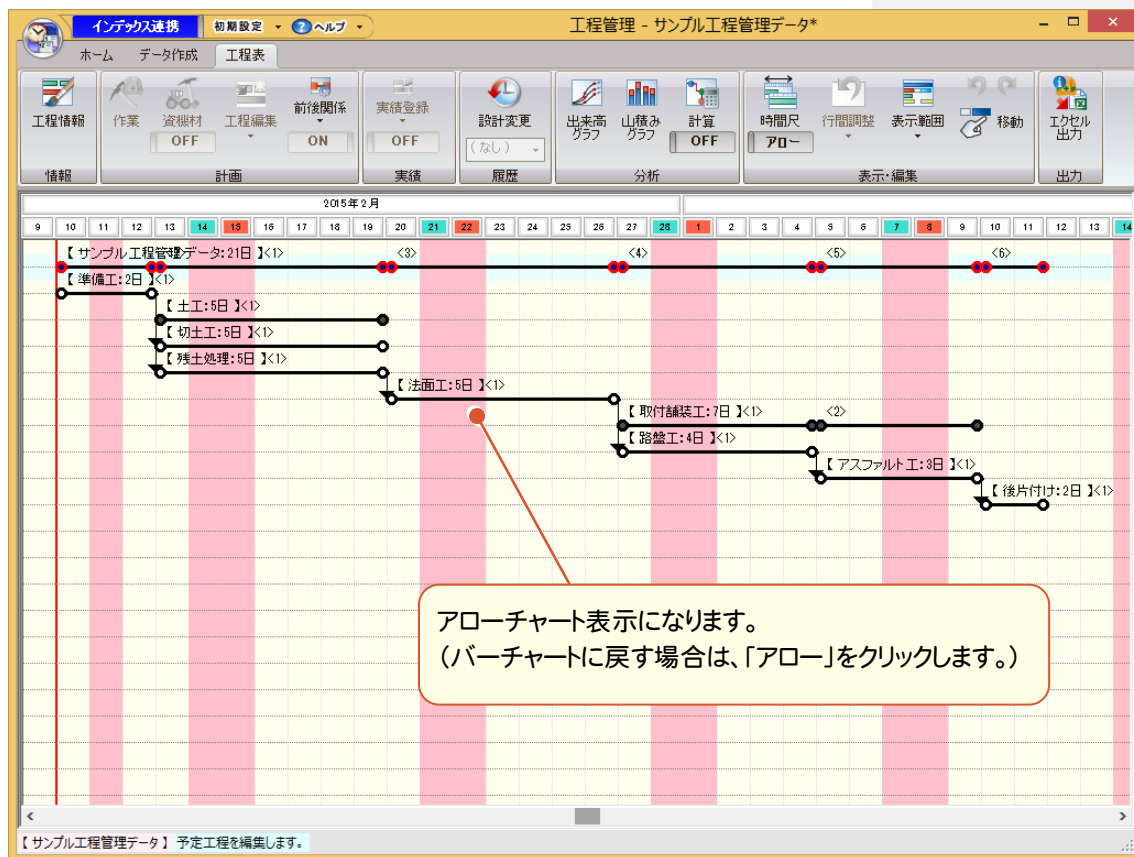 インデックス連携 初期設定 ヘルプ 工程管理 - サンプル工程管理データ*
ホーム データ作成 工程表
工程情報 作業 資機材 OFF 工程編集 前後関係 ON 実績登録 OFF 設計変更 (なし) 出来高グラフ 山積みグラフ 計算 OFF 時間尺 アロー 行間調整 表示範囲 移動 エクセル出力
情報 計画 実績 履歴 分析 表示・編集 出力
2015年2月
9 10 11 12 13 14 15 16 17 18 19 20 21 22 23 24 25 26 27 28 1 2 3 4 5 6 7 8 9 10 11 12 13 14
【 サンプル工程管理データ:21日 】<1> <3> <4> <5> <6>
【 準備工:2日 】<1>
【 土工:5日 】<1>
【 切土工:5日 】<1>
【 残土処理:5日 】<1>
【 法面工:5日 】<1>
【 取付舗装工:7日 】<1> <2>
【 路盤工:4日 】<1>
【 アスファルト工:3日 】<1>
【 後片付け:2日 】<1>
アローチャート表示になります。
(バーチャートに戻す場合は、「アロー」をクリックします。)
【 サンプル工程管理データ 】 予定工程を編集します。